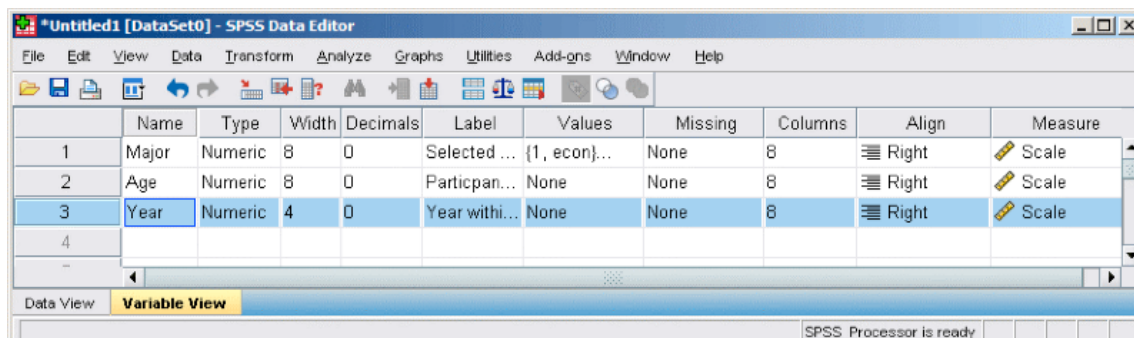 *Untitled1 [DataSet0] - SPSS Data Editor
File Edit View Data Transform Analyze Graphs Utilities Add-ons Window Help
Name Type Width Decimals Label Values Missing Columns Align Measure
1 Major Numeric 8 0 Selected ... {1, econ}... None 8 Right Scale
2 Age Numeric 8 0 Particpan... None None 8 Right Scale
3 Year Numeric 4 0 Year withi... None None 8 Right Scale
4
Data View Variable View
SPSS Processor is ready